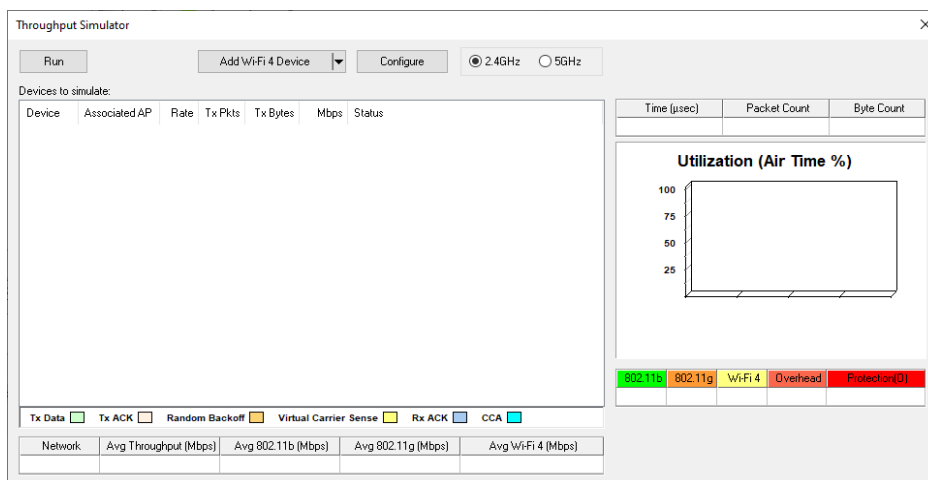 Throughput Simulator
Run Add Wi-Fi 4 Device Configure 2.4GHz 5GHz
Devices to simulate:
Device Associated AP Rate Tx Pkts Tx Bytes Mbps Status
Time (µsec) Packet Count Byte Count
Utilization (Air Time %)
100
75
50
25
802.11b 802.11g Wi-Fi 4 Overhead Protection(0)
Tx Data Tx ACK Random Backoff Virtual Carrier Sense Rx ACK CCA
Network Avg Throughput (Mbps) Avg 802.11b (Mbps) Avg 802.11g (Mbps) Avg Wi-Fi 4 (Mbps)